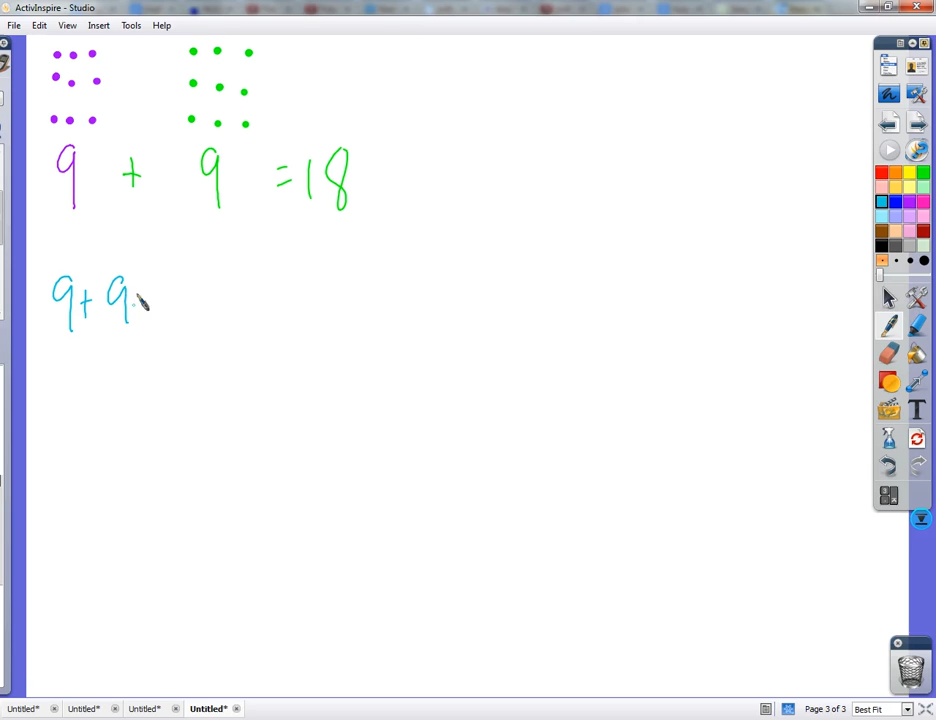 ActivInspire - Studio
File Edit View Insert Tools Help
9 + 9 = 18
9 + 9
Untitled* Untitled* Untitled* Untitled* Page 3 of 3 Best Fit